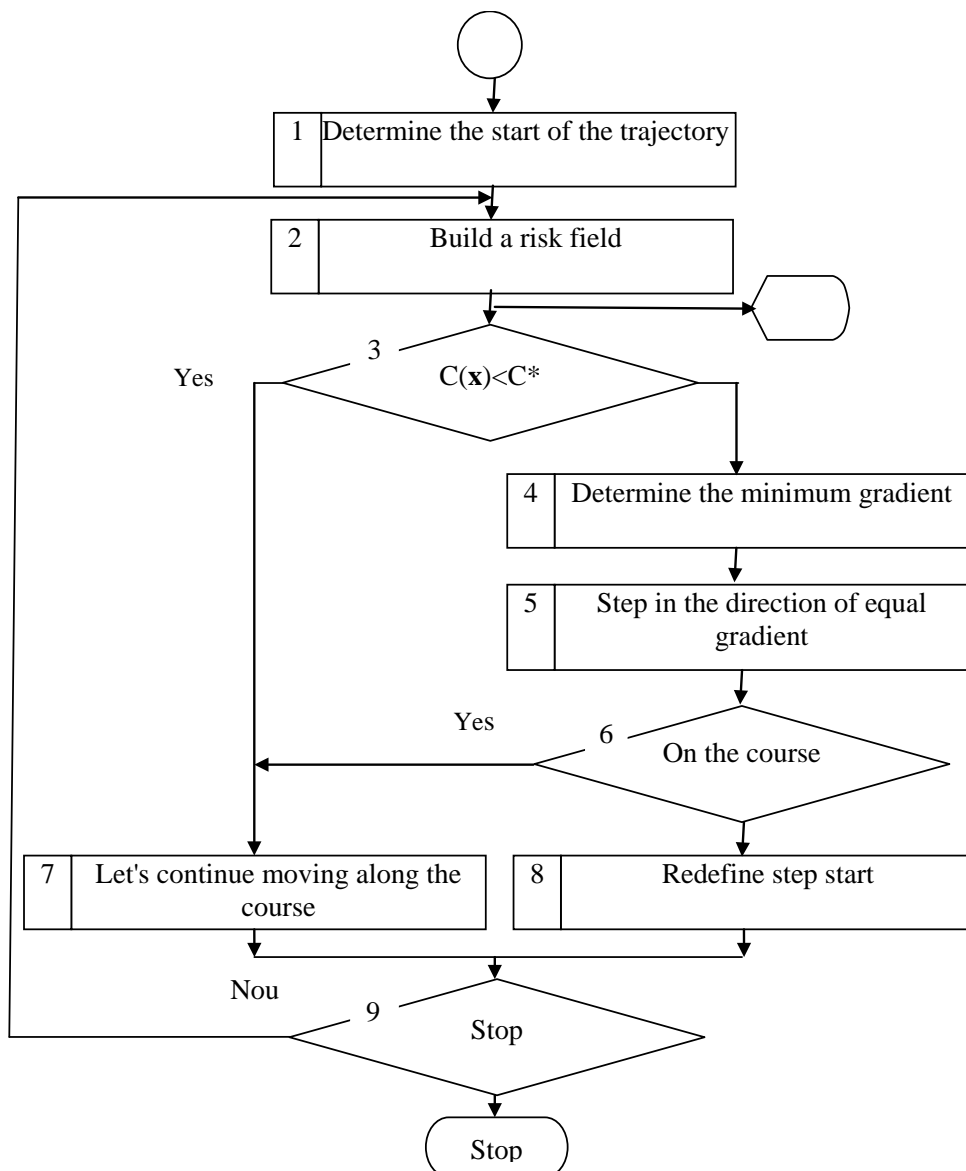 1 Determine the start of the trajectory
2 Build a risk field
3
C(x)<C*
Yes
4 Determine the minimum gradient
5 Step in the direction of equal
gradient
Yes
6
On the course
7 Let's continue moving along the
course
8 Redefine step start
Nou
9
Stop
Stop